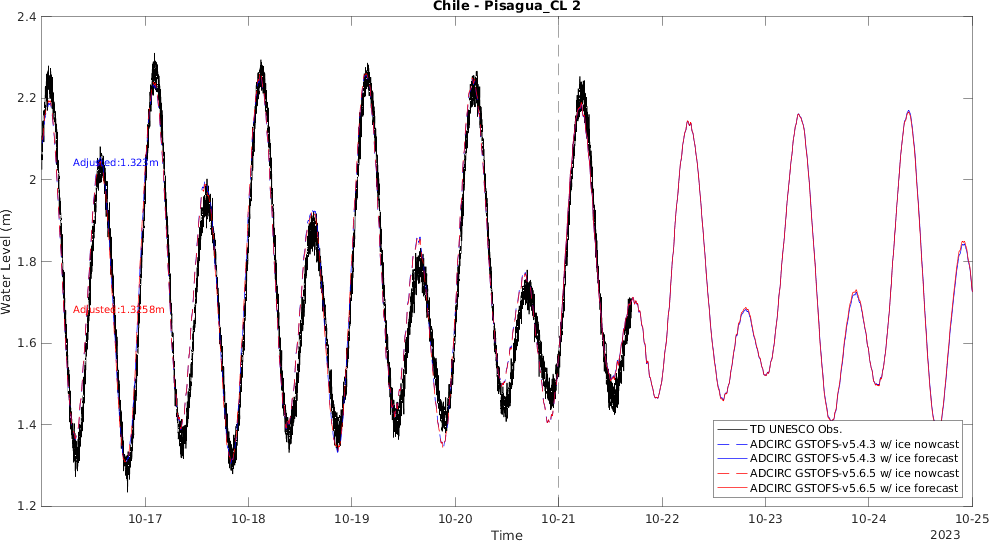 Chile - Pisagua_CL 2
2.4
2.2
2
1.8
1.6
1.4
1.2
Water Level (m)
Adjusted:1.323m
Adjusted:1.3258m
TD UNESCO Obs.
ADCIRC GSTOFS-v5.4.3 w/ ice nowcast
ADCIRC GSTOFS-v5.4.3 w/ ice forecast
ADCIRC GSTOFS-v5.6.5 w/ ice nowcast
ADCIRC GSTOFS-v5.6.5 w/ ice forecast
10-17 10-18 10-19 10-20 10-21 10-22 10-23 10-24 10-25
Time
2023